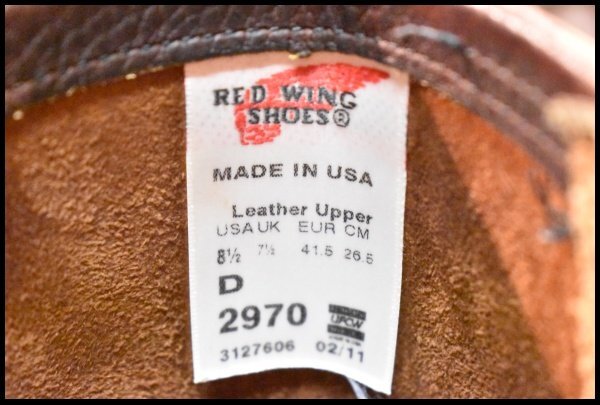 RED WING
SHOES®
MADE IN USA
Leather Upper
USA UK EUR CM
8½ 7½ 41.5 26.5
D
2970
UFCW
3127606 02/11